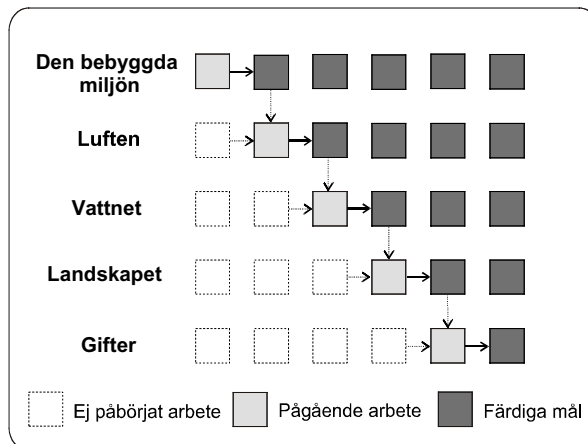 Den bebyggda
miljön
Luften
Vattnet
Landskapet
Gifter
Ej påbörjat arbete
Pågående arbete
Färdiga mål